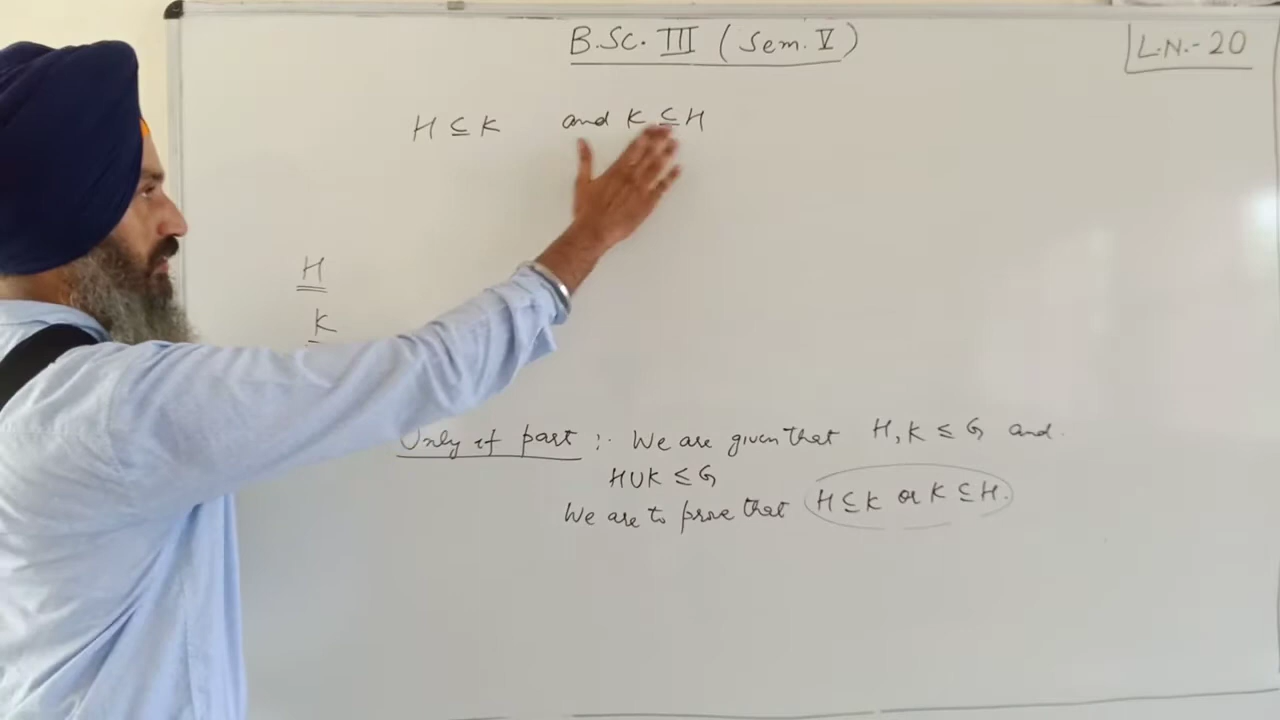 B.Sc. III (Sem. V)
L.N.-20
H ⊆ K and K ⊆ H
H
K
Only if part :- We are given that H, K ≤ G and.
H∪K ≤ G
We are to prove that H ⊆ K or K ⊆ H.